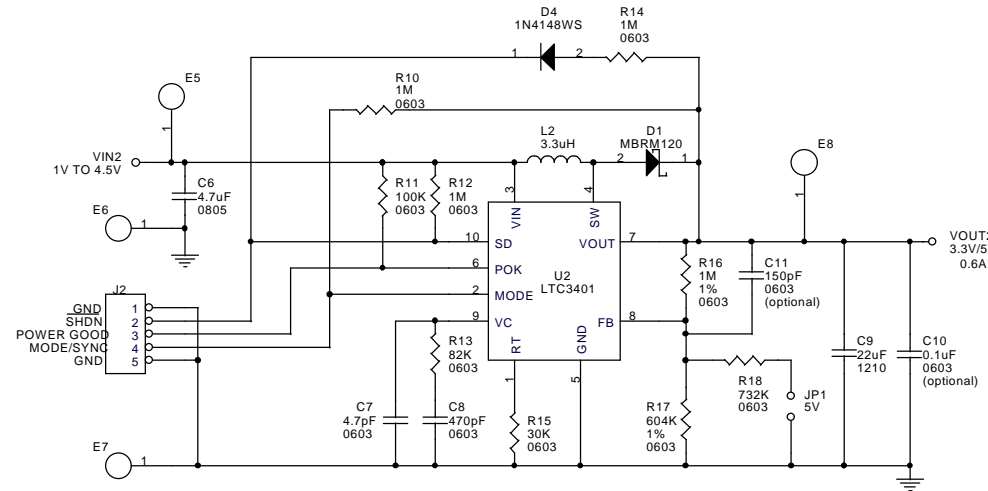 D4
1N4148WS
1
2
R14
1M
0603
R10
1M
0603
E5
1
VIN2
1V TO 4.5V
C6
4.7uF
0805
E6
1
R11
100K
0603
R12
1M
0603
L2
3.3uH
D1
MBRM120
2
1
E8
1
3
VIN
4
SW
10
SD
6
POK
2
MODE
9
VC
VOUT
7
U2
LTC3401
FB
8
RT
1
GND
5
R16
1M
1%
0603
C11
150pF
0603
(optional)
VOUT2
3.3V/5
0.6A
J2
GND
1
SHDN
2
POWER GOOD
3
MODE/SYNC
4
GND
5
R13
82K
0603
C7
4.7pF
0603
C8
470pF
0603
R15
30K
0603
R17
604K
1%
0603
R18
732K
0603
JP1
5V
C9
22uF
1210
C10
0.1uF
0603
(optional)
E7
1